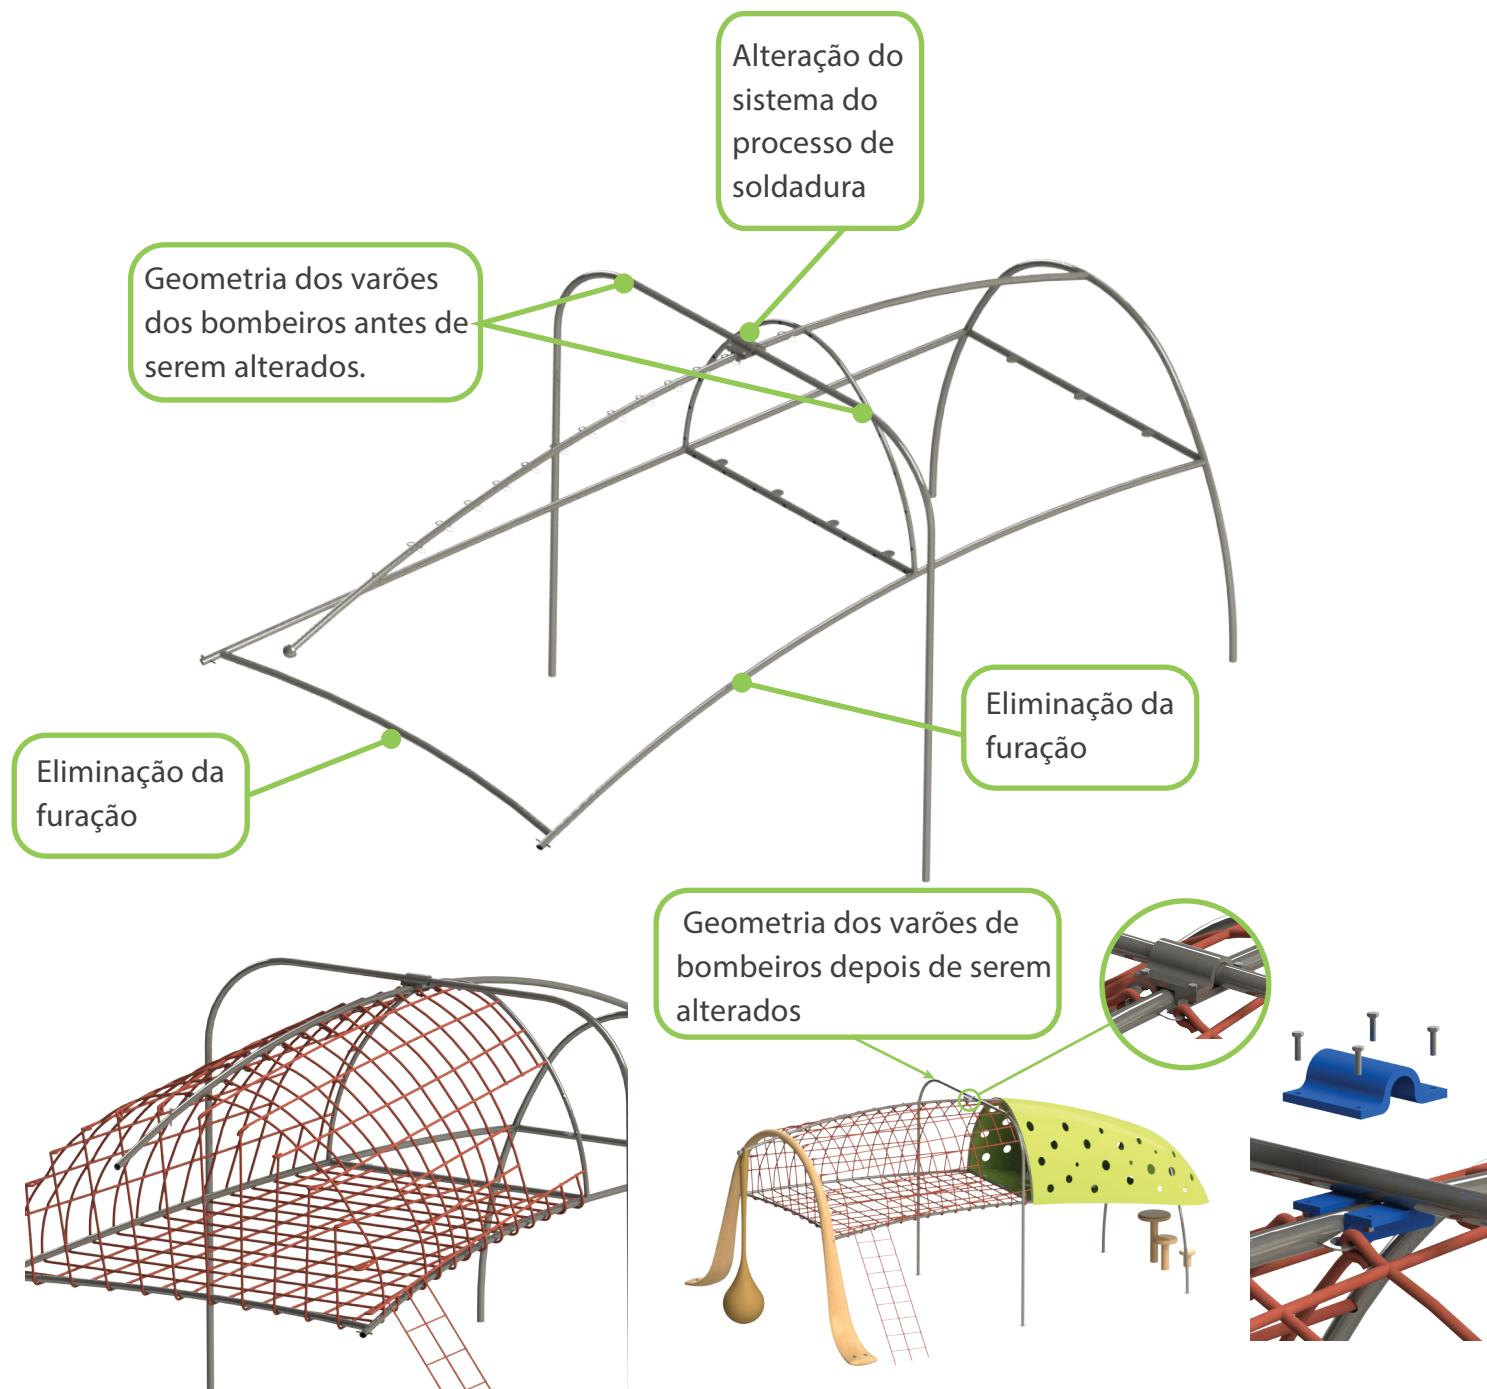 Alteração do
sistema do
processo de
soldadura
Geometria dos varões
dos bombeiros antes de
serem alterados.
Eliminação da
furação
Eliminação da
furação
Geometria dos varões de
bombeiros depois de serem
alterados